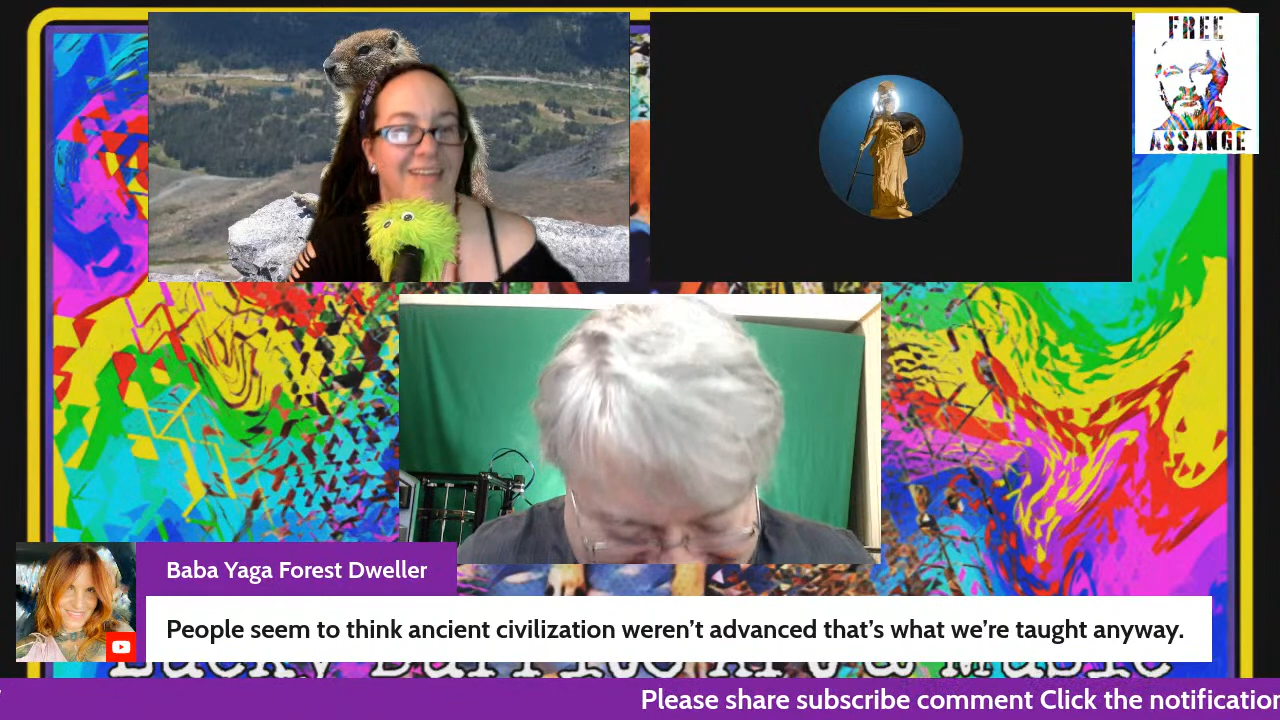 FREE
ASSANGE
Baba Yaga Forest Dweller
People seem to think ancient civilization weren’t advanced that’s what we’re taught anyway.
Please share subscribe comment Click the notification